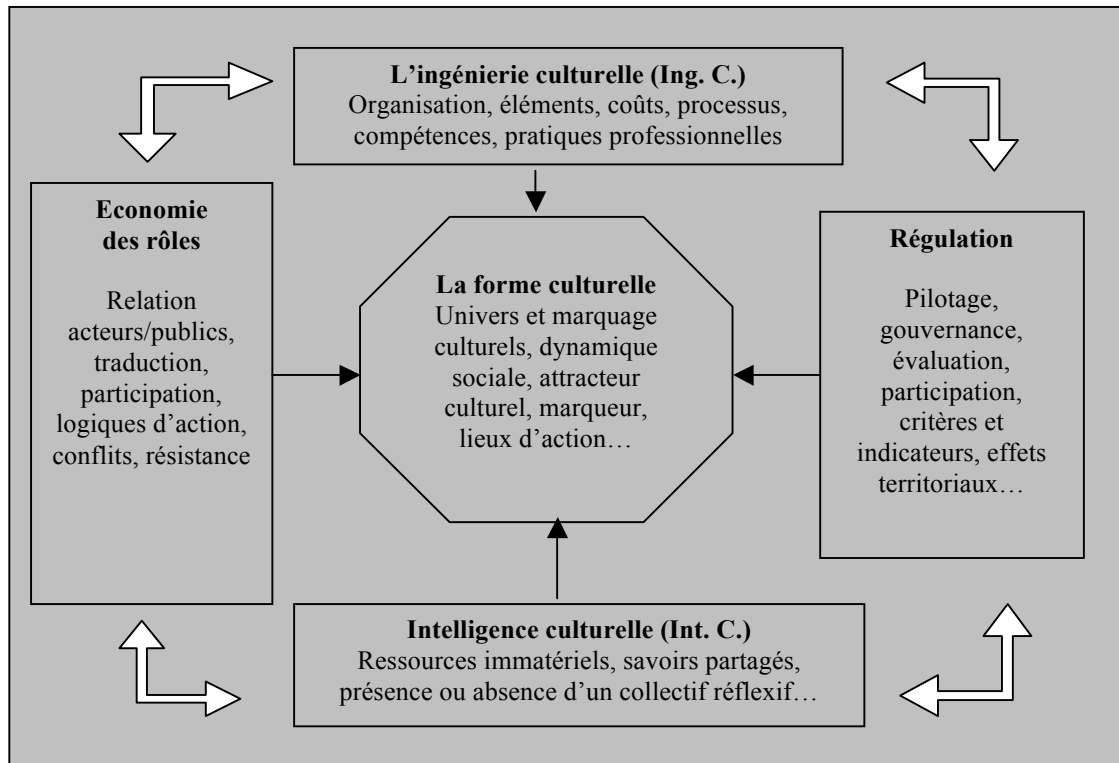 L’ingénierie culturelle (Ing. C.)
Organisation, éléments, coûts, processus,
compétences, pratiques professionnelles
Economie
des rôles
Relation
acteurs/publics,
traduction,
participation,
logiques d’action,
conflits, résistance
La forme culturelle
Univers et marquage
culturels, dynamique
sociale, attracteur
culturel, marqueur,
lieux d’action…
Régulation
Pilotage,
gouvernance,
évaluation,
participation,
critères et
indicateurs, effets
territoriaux…
Intelligence culturelle (Int. C.)
Ressources immatériels, savoirs partagés,
présence ou absence d’un collectif réflexif…